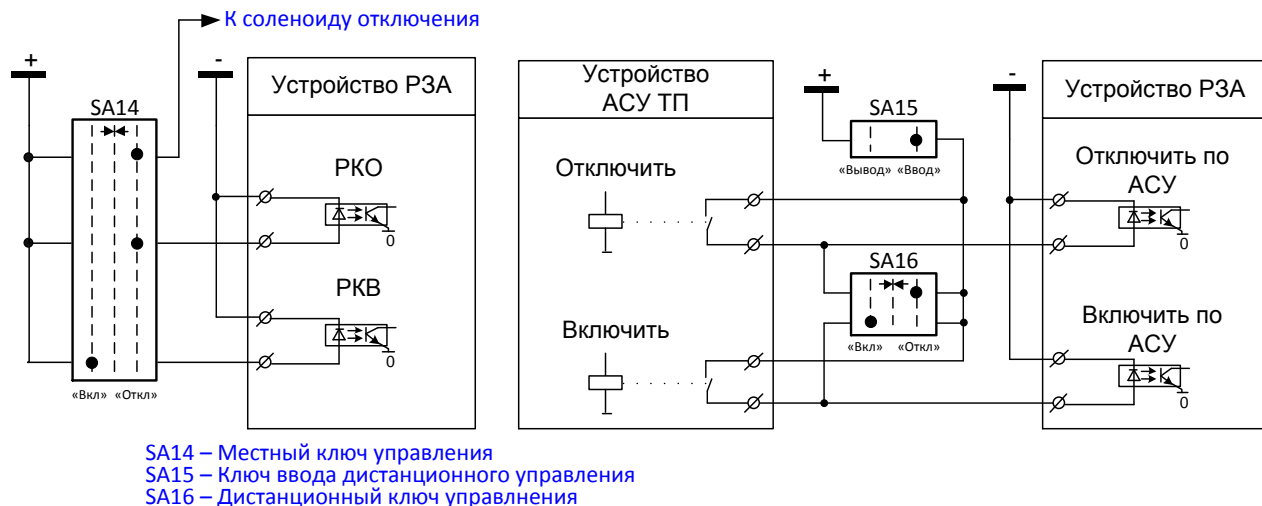 К соленоиду отключения
+
SA14
«Вкл» «Откл»
-
Устройство РЗА
РКО
0
РКВ
0
Устройство
АСУ ТП
Отключить
Включить
+
SA15
«Вывод» «Ввод»
SA16
«Вкл» «Откл»
-
Устройство РЗА
Отключить по
АСУ
0
Включить по
АСУ
0
SA14 – Местный ключ управления
SA15 – Ключ ввода дистанционного управления
SA16 – Дистанционный ключ управлнения